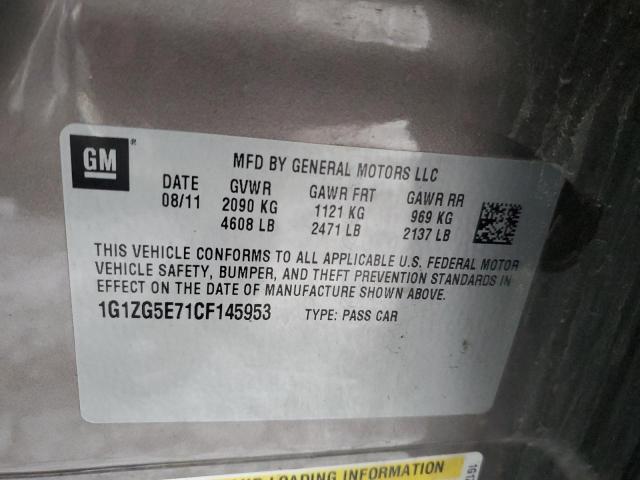 GM
MFD BY GENERAL MOTORS LLC
DATE GVWR GAWR FRT GAWR RR
08/11 2090 KG 1121 KG 969 KG
4608 LB 2471 LB 2137 LB
THIS VEHICLE CONFORMS TO ALL APPLICABLE U.S. FEDERAL MOTOR
VEHICLE SAFETY, BUMPER, AND THEFT PREVENTION STANDARDS IN
EFFECT ON THE DATE OF MANUFACTURE SHOWN ABOVE.
1G1ZG5E71CF145953 TYPE: PASS CAR
LOADING INFORMATION